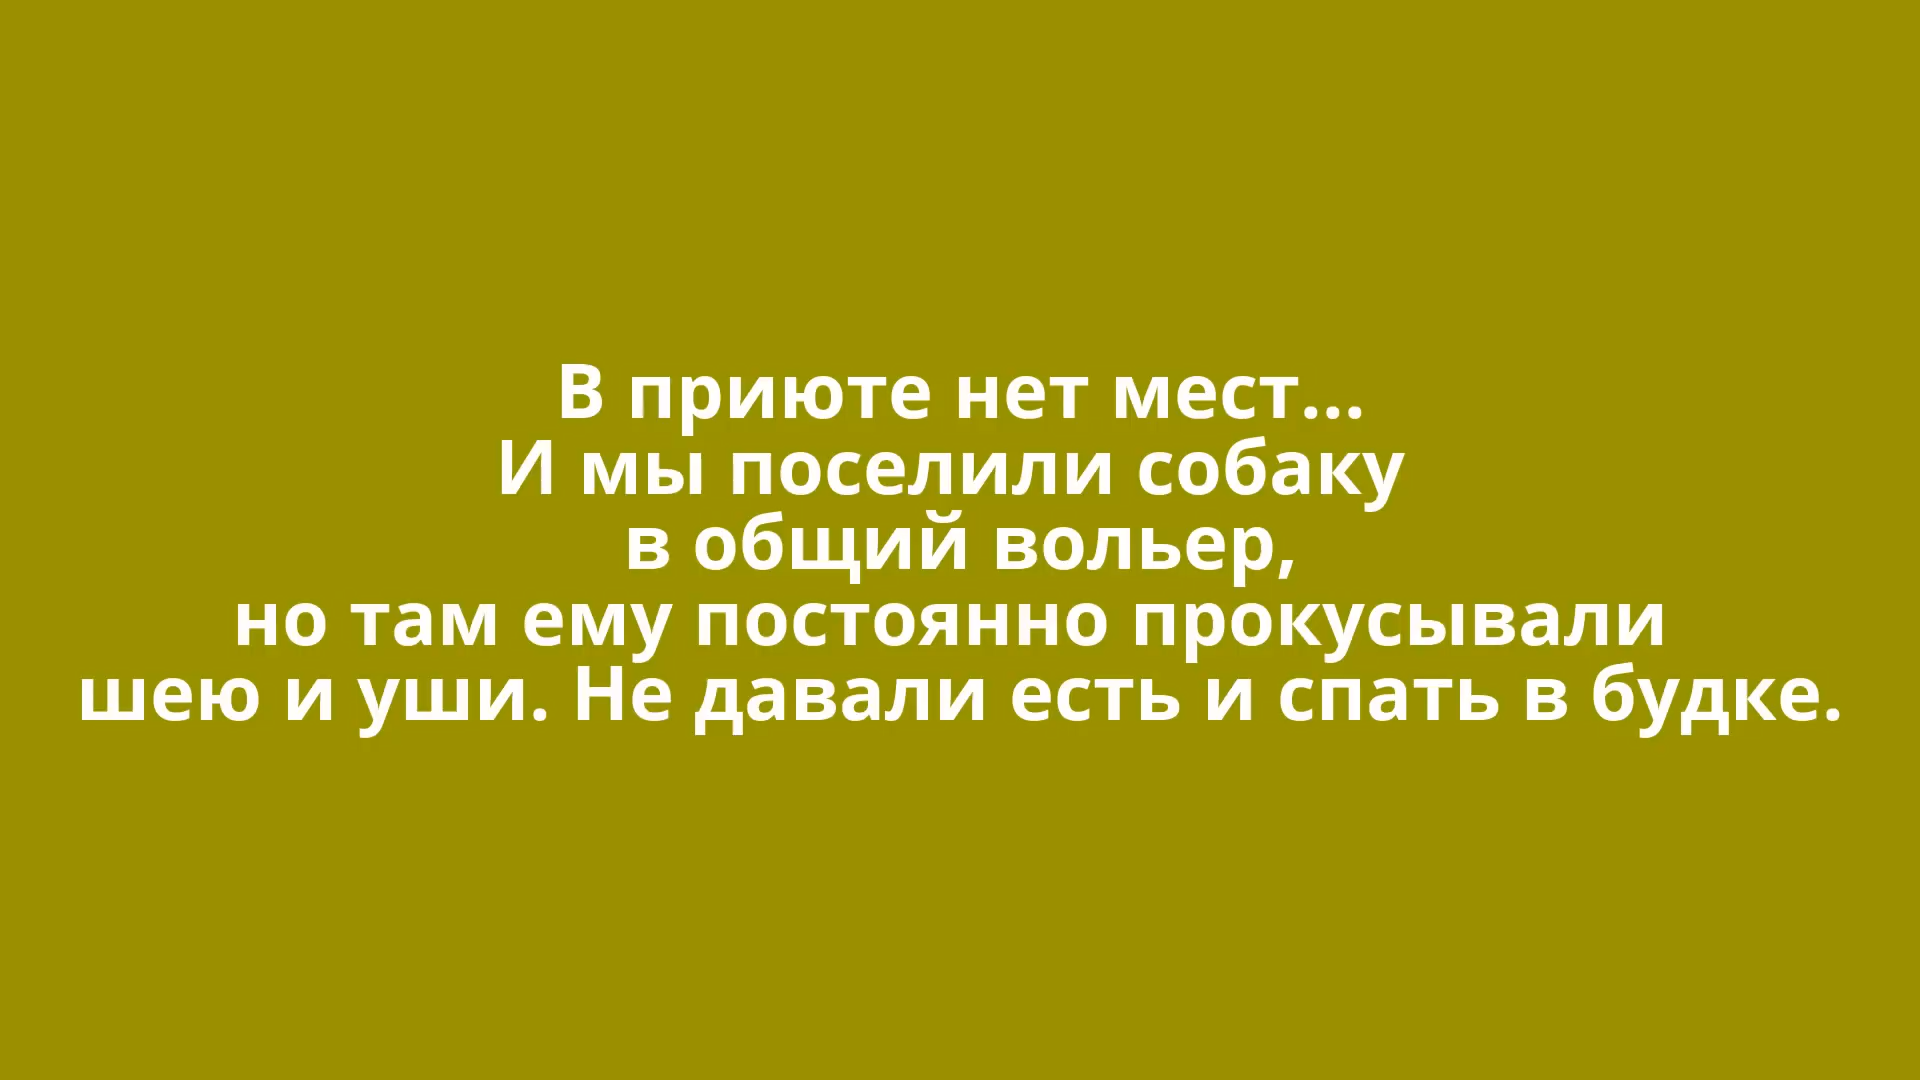 В приюте нет мест...
И мы поселили собаку
в общий вольер,
но там ему постоянно прокусывали
шею и уши. Не давали есть и спать в будке.